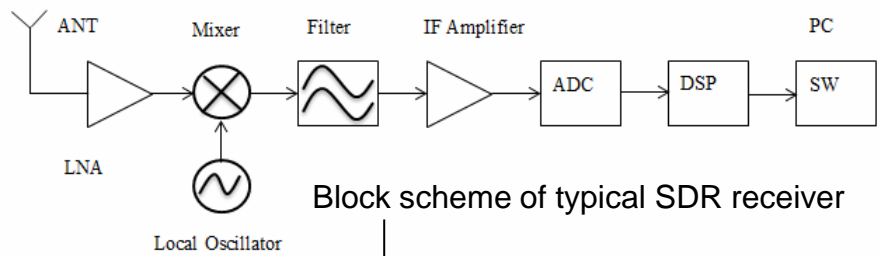 ANT
Mixer
Filter
IF Amplifier
PC
ADC
DSP
SW
LNA
Block scheme of typical SDR receiver
Local Oscillator